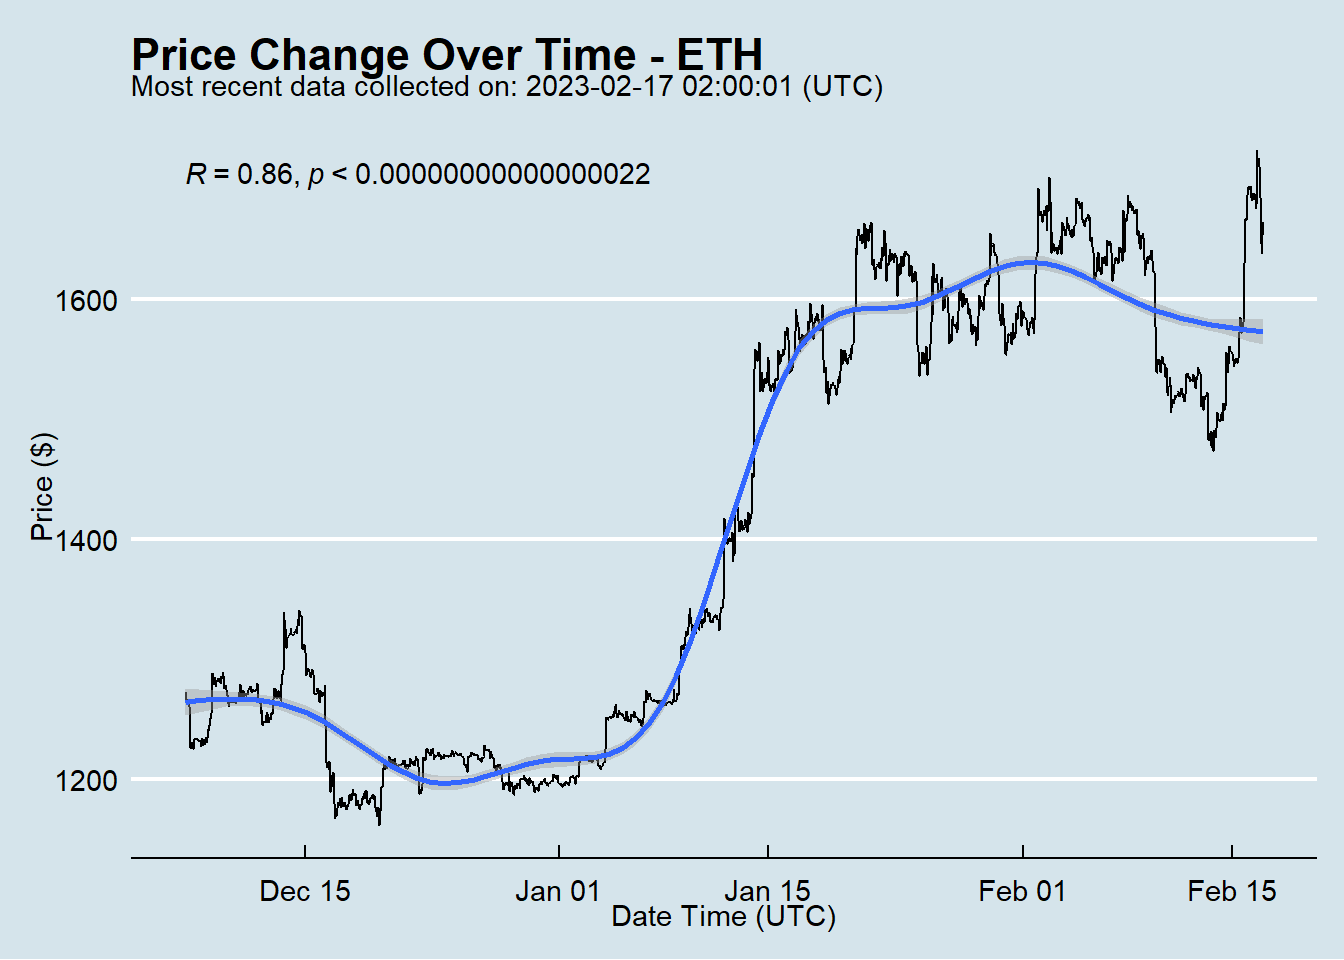 Price Change Over Time - ETH
Most recent data collected on: 2023-02-17 02:00:01 (UTC)
R = 0.86, p < 0.00000000000000022
1600
1400
1200
Price ($)
Dec 15
Jan 01
Jan 15
Feb 01
Feb 15
Date Time (UTC)